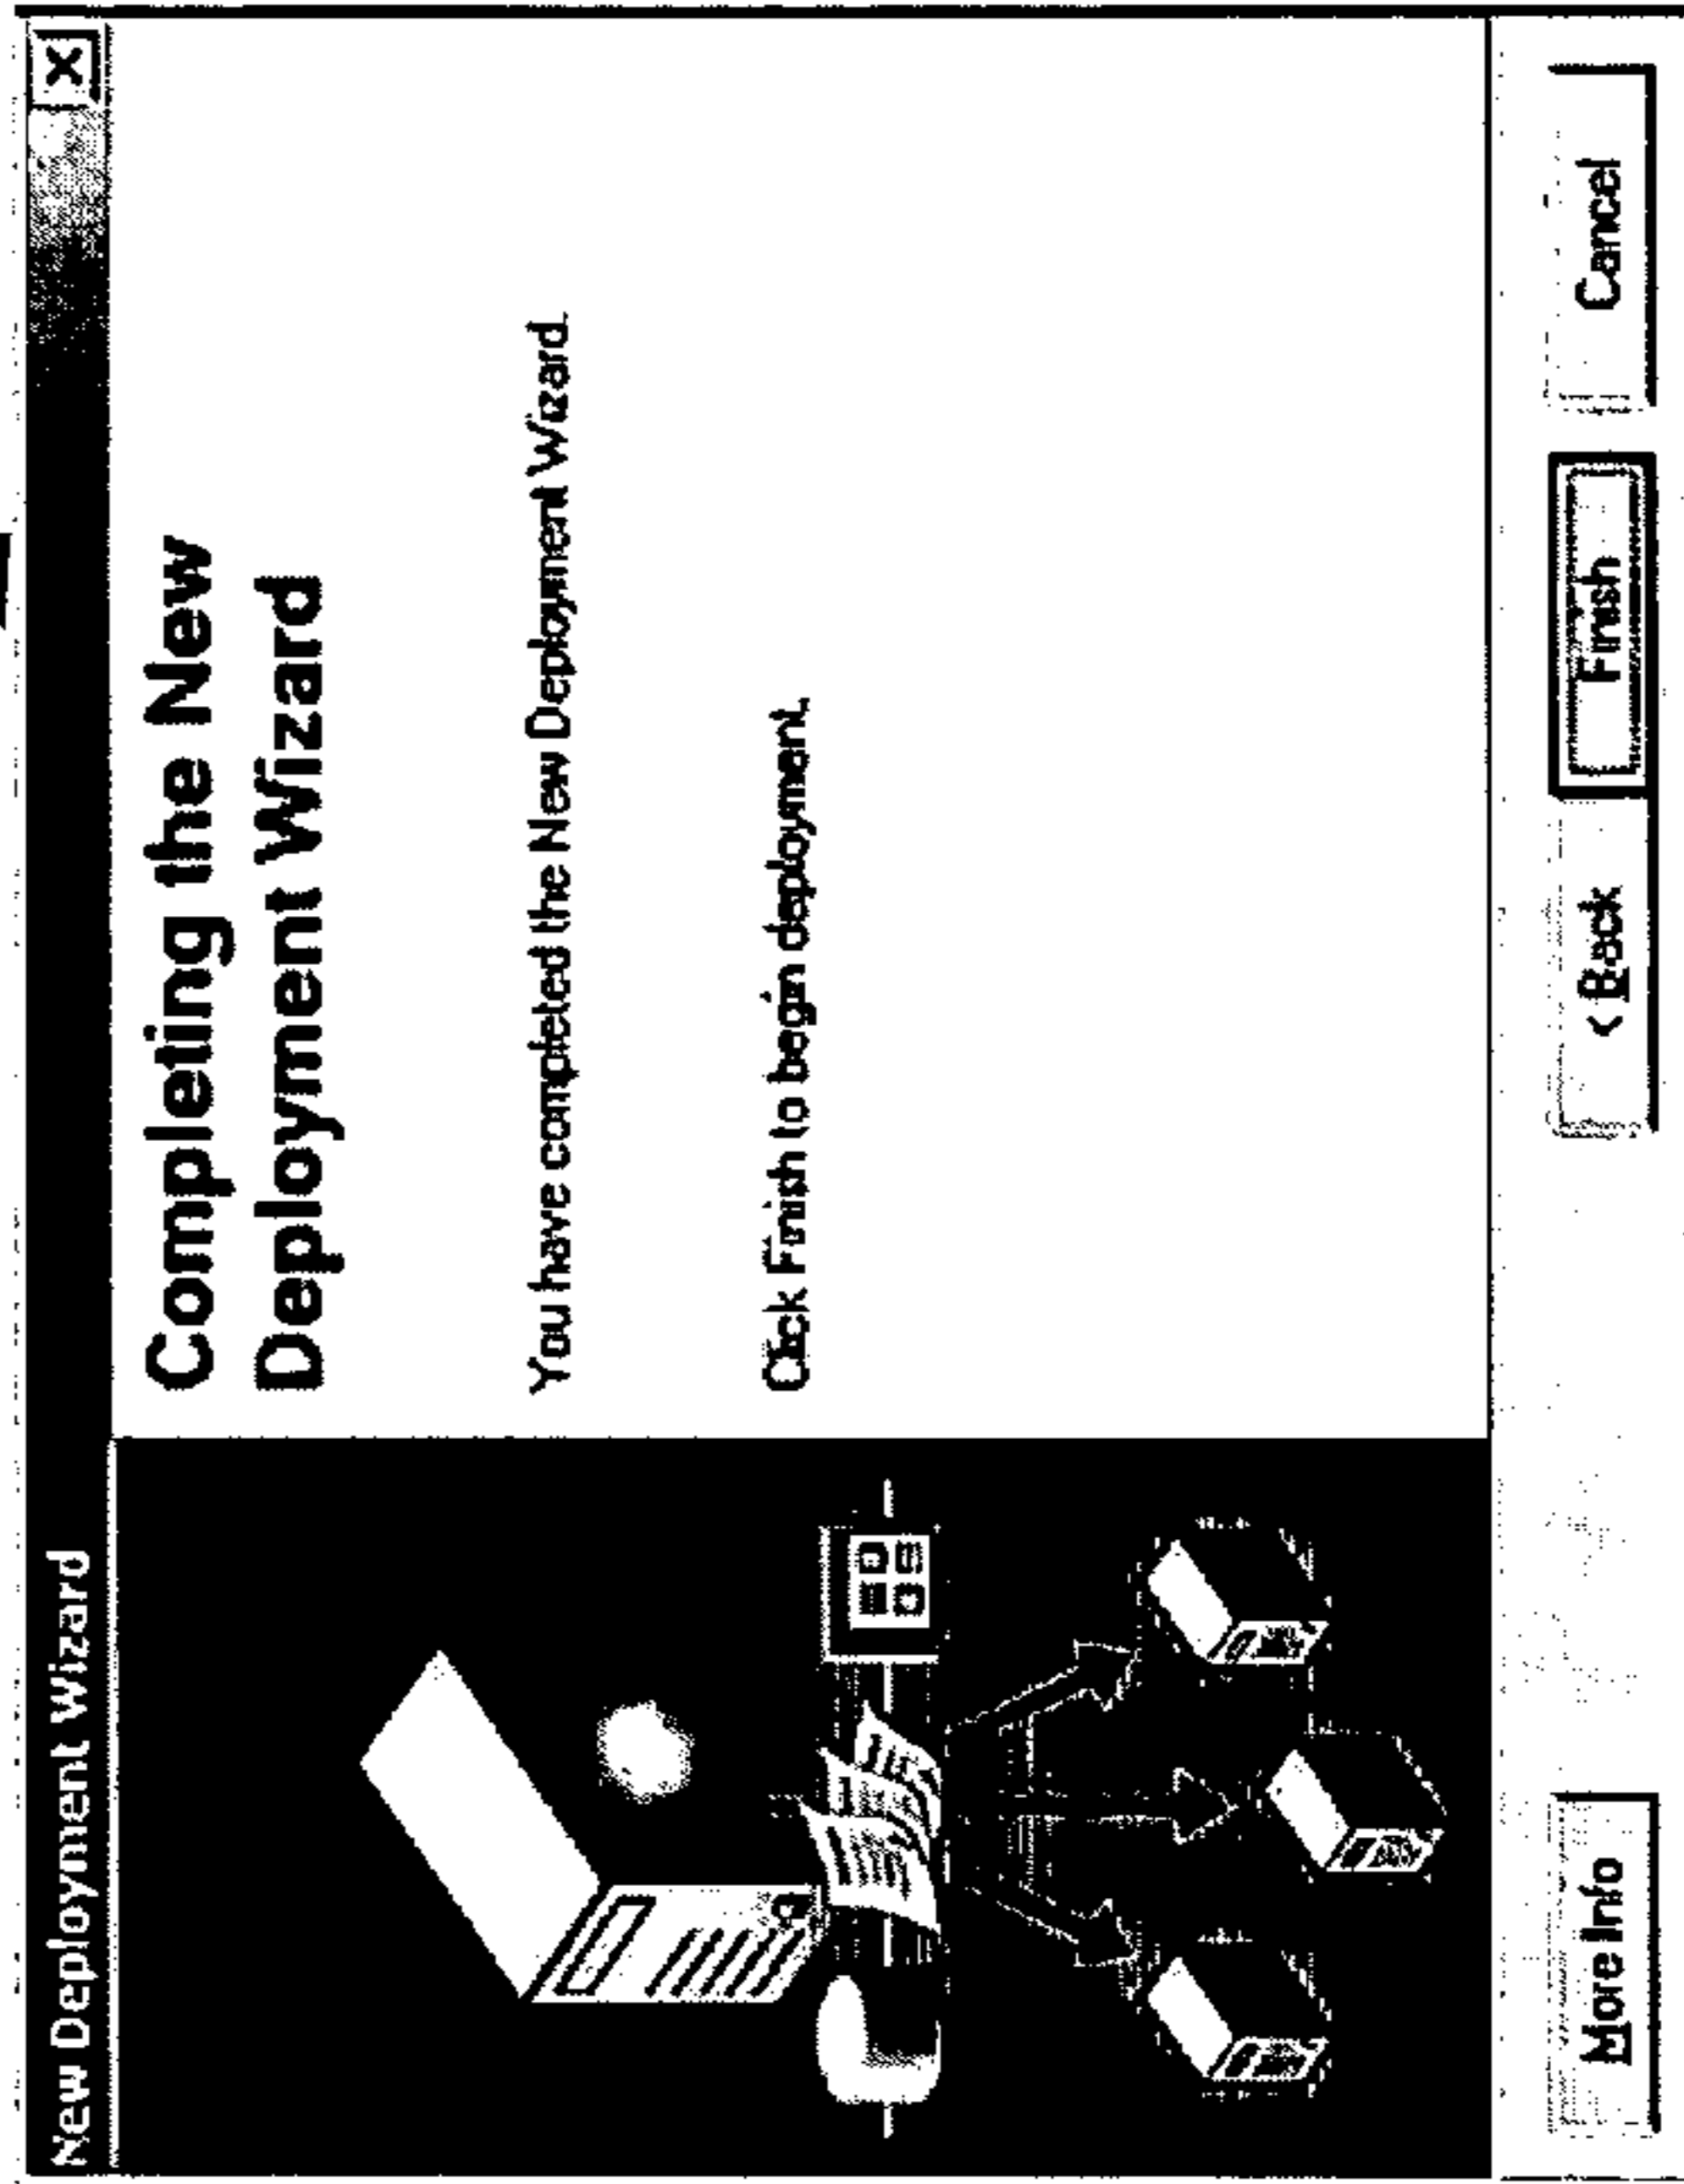 New Deployment Wizard
Completing the New
Deployment Wizard
You have completed the New Deployment Wizard.
Click Finish to begin deployment.
More Info
< Back
Finish
Cancel